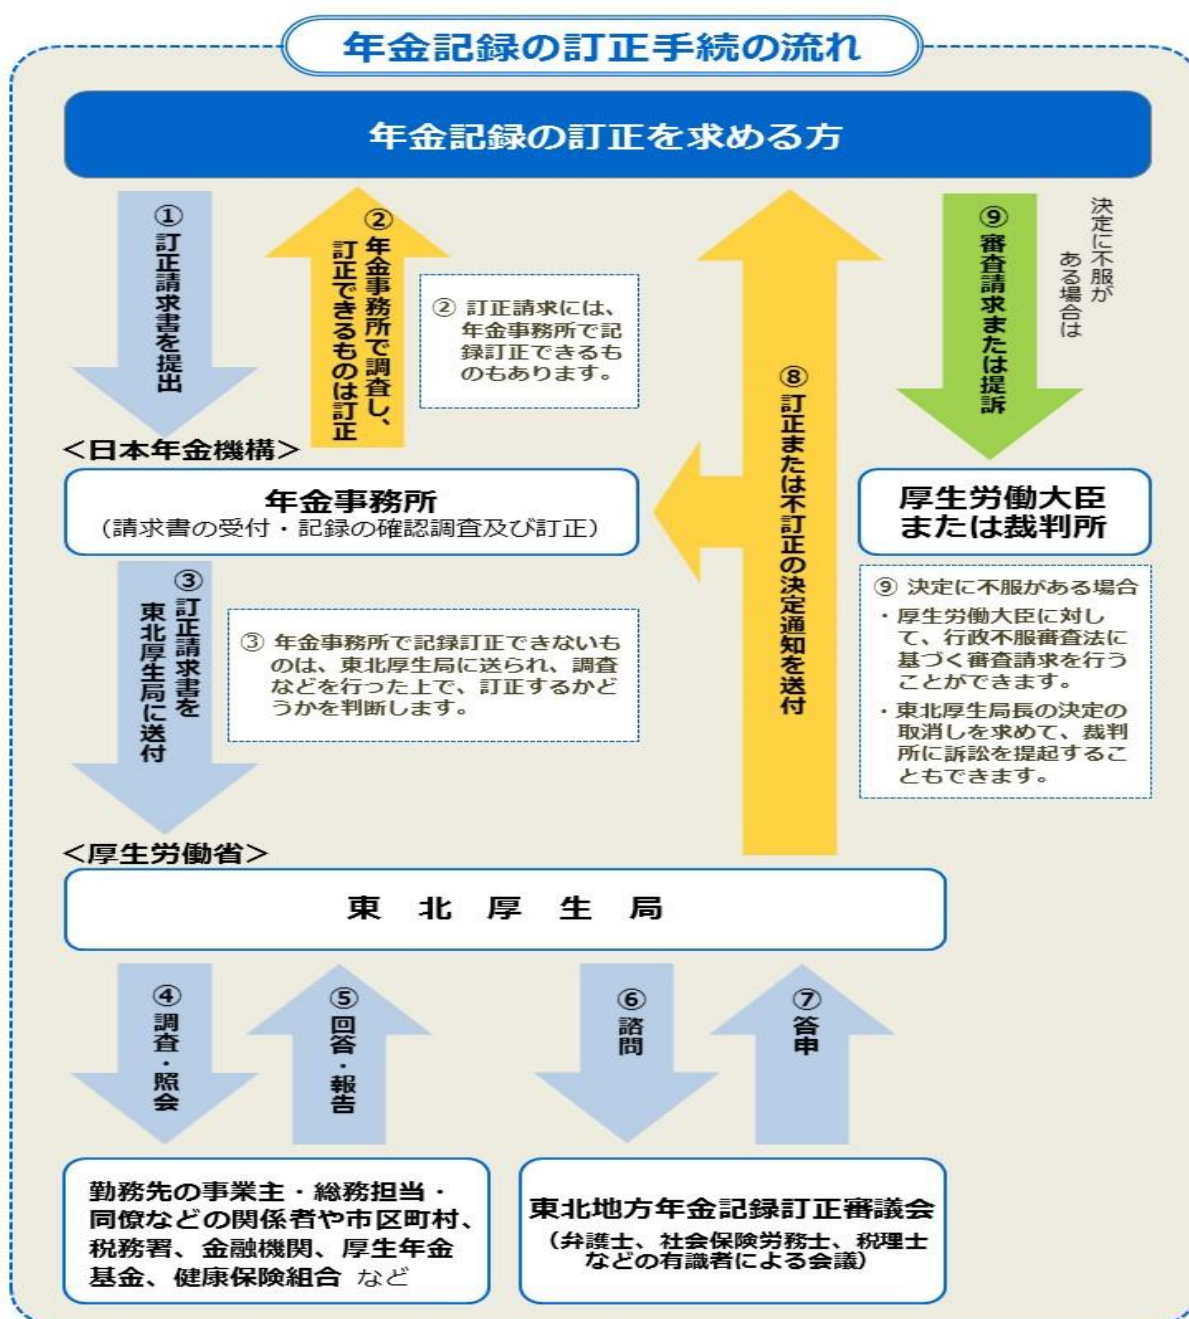 年金記録の訂正手続の流れ
年金記録の訂正を求める方
①訂正請求書を提出
②年金事務所で調査し、
訂正できるものは訂正
② 訂正請求には、
年金事務所で記
録訂正できるも
のもあります。
⑧訂正または不訂正の決定通知を送付
⑨審査請求または提訴
決定に不服が
ある場合は
<日本年金機構>
年金事務所
（請求書の受付・記録の確認調査及び訂正）
厚生労働大臣
または裁判所
③訂正請求書を
東北厚生局に送付
③ 年金事務所で記録訂正できないも
のは、東北厚生局に送られ、調査
などを行った上で、訂正するかど
うかを判断します。
⑨ 決定に不服がある場合
・厚生労働大臣に対し
て、行政不服審査法に
基づく審査請求を行う
ことができます。
・東北厚生局長の決定の
取消しを求めて、裁判
所に訴訟を提起するこ
ともできます。
<厚生労働省>
東北厚生局
④調査・照会
⑤回答・報告
⑥諮問
⑦答申
勤務先の事業主・総務担当・
同僚などの関係者や市区町村、
税務署、金融機関、厚生年金
基金、健康保険組合 など
東北地方年金記録訂正審議会
（弁護士、社会保険労務士、税理士
などの有識者による会議）